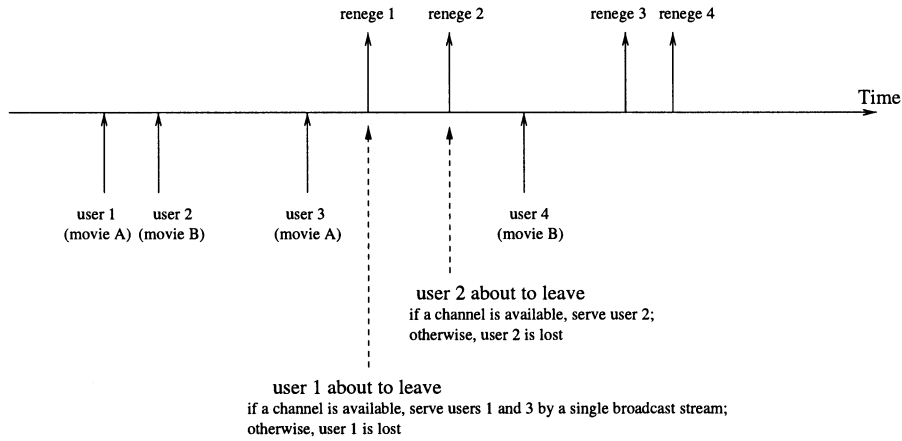 renege 1 renege 2 renege 3 renege 4
Time
user 1 user 2 user 3 user 4
(movie A) (movie B) (movie A) (movie B)
user 2 about to leave
if a channel is available, serve user 2;
otherwise, user 2 is lost
user 1 about to leave
if a channel is available, serve users 1 and 3 by a single broadcast stream;
otherwise, user 1 is lost